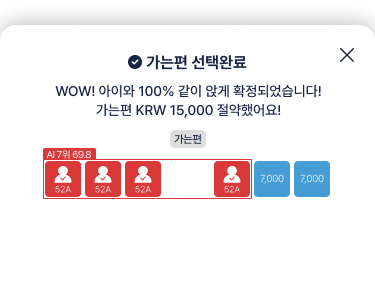 가는편 선택완료
WOW! 아이와 100% 같이 앉게 확정되었습니다!
가는편 KRW 15,000 절약했어요!
가는편
AI 7위 69.8
52A 52A 52A 52A 7,000 7,000